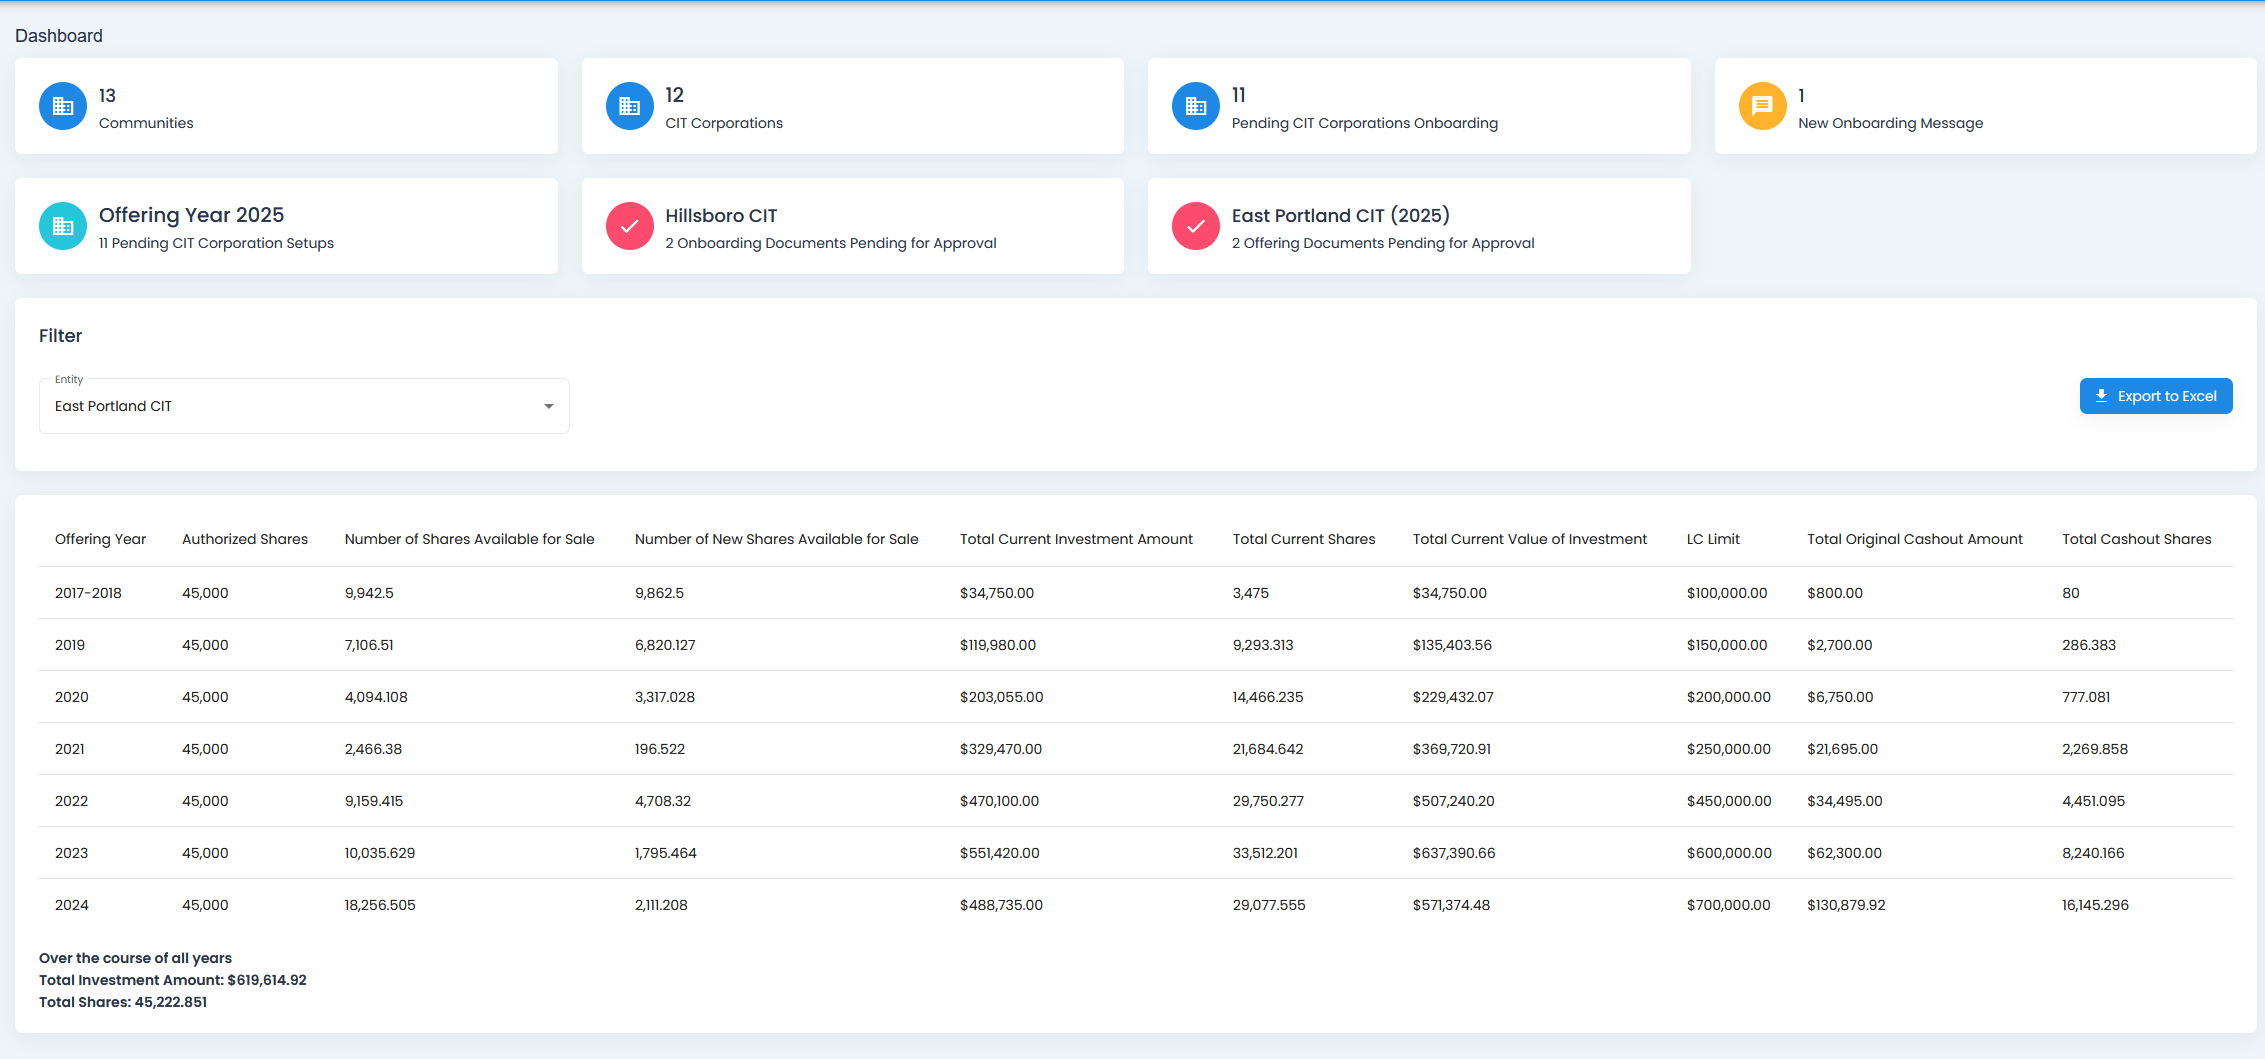 Dashboard
13
Communities
12
CIT Corporations
11
Pending CIT Corporations Onboarding
1
New Onboarding Message
Offering Year 2025
11 Pending CIT Corporation Setups
Hillsboro CIT
2 Onboarding Documents Pending for Approval
East Portland CIT (2025)
2 Offering Documents Pending for Approval
Filter
Entity
East Portland CIT
Export to Excel
Offering Year Authorized Shares Number of Shares Available for Sale Number of New Shares Available for Sale Total Current Investment Amount Total Current Shares Total Current Value of Investment LC Limit Total Original Cashout Amount Total Cashout Shares
2017-2018 45,000 9,942.5 9,862.5 $34,750.00 3,475 $34,750.00 $100,000.00 $800.00 80
2019 45,000 7,106.51 6,820.127 $119,980.00 9,293.313 $135,403.56 $150,000.00 $2,700.00 286.383
2020 45,000 4,094.108 3,317.028 $203,055.00 14,466.235 $229,432.07 $200,000.00 $6,750.00 777.081
2021 45,000 2,466.38 196.522 $329,470.00 21,684.642 $369,720.91 $250,000.00 $21,695.00 2,269.858
2022 45,000 9,159.415 4,708.32 $470,100.00 29,750.277 $507,240.20 $450,000.00 $34,495.00 4,451.095
2023 45,000 10,035.629 1,795.464 $551,420.00 33,512.201 $637,390.66 $600,000.00 $62,300.00 8,240.166
2024 45,000 18,256.505 2,111.208 $488,735.00 29,077.555 $571,374.48 $700,000.00 $130,879.92 16,145.296
Over the course of all years
Total Investment Amount: $619,614.92
Total Shares: 45,222.851